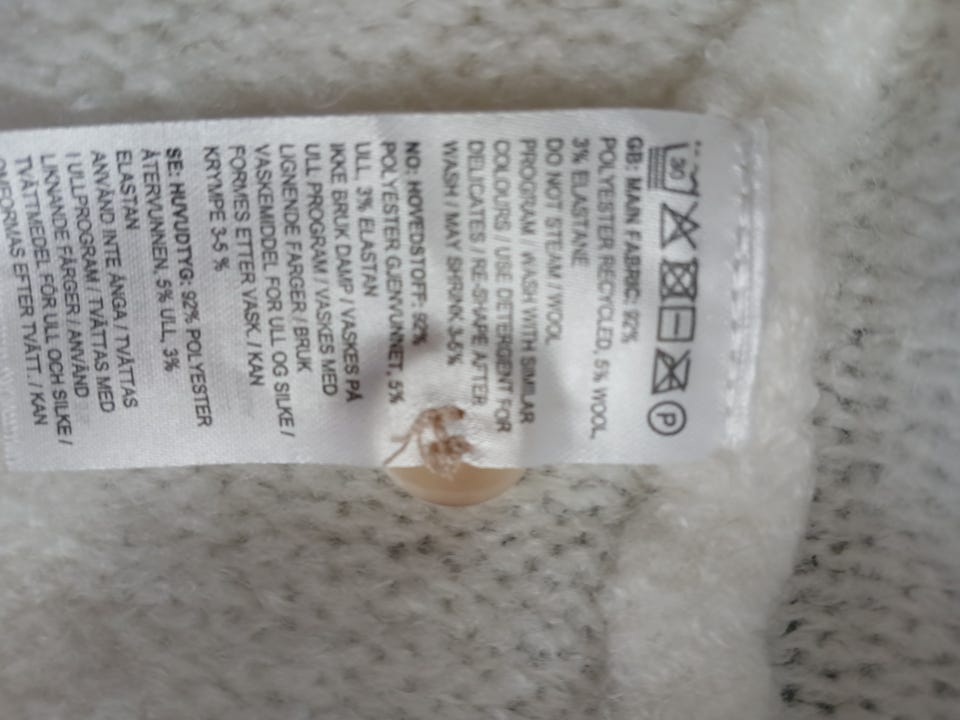 30 P
GB: MAIN FABRIC: 92%
POLYESTER RECYCLED, 5% WOOL,
3% ELASTANE
DO NOT STEAM / WOOL
PROGRAM / WASH WITH SIMILAR
COLOURS / USE DETERGENT FOR
DELICATES / RE-SHAPE AFTER
WASH / MAY SHRINK 3-5%
NO: HOVEDSTOFF: 92%
POLYESTER GJENVUNNET, 5%
ULL, 3% ELASTAN
IKKE BRUK DAMP / VASKES PÅ
ULL PROGRAM / VASKES MED
LIGNENDE FARGER / BRUK
VASKEMIDDEL FOR ULL OG SILKE /
FORMES ETTER VASK. / KAN
KRYMPE 3-5 %
SE: HUVUDTYG: 92% POLYESTER
ÅTERVUNNEN, 5% ULL, 3%
ELASTAN
ANVÄND INTE ÅNGA / TVÄTTAS
I ULLPROGRAM / TVÄTTAS MED
LIKNANDE FÄRGER / ANVÄND
TVÄTTMEDEL FÖR ULL OCH SILKE /
OMFORMAS EFTER TVÄTT. / KAN